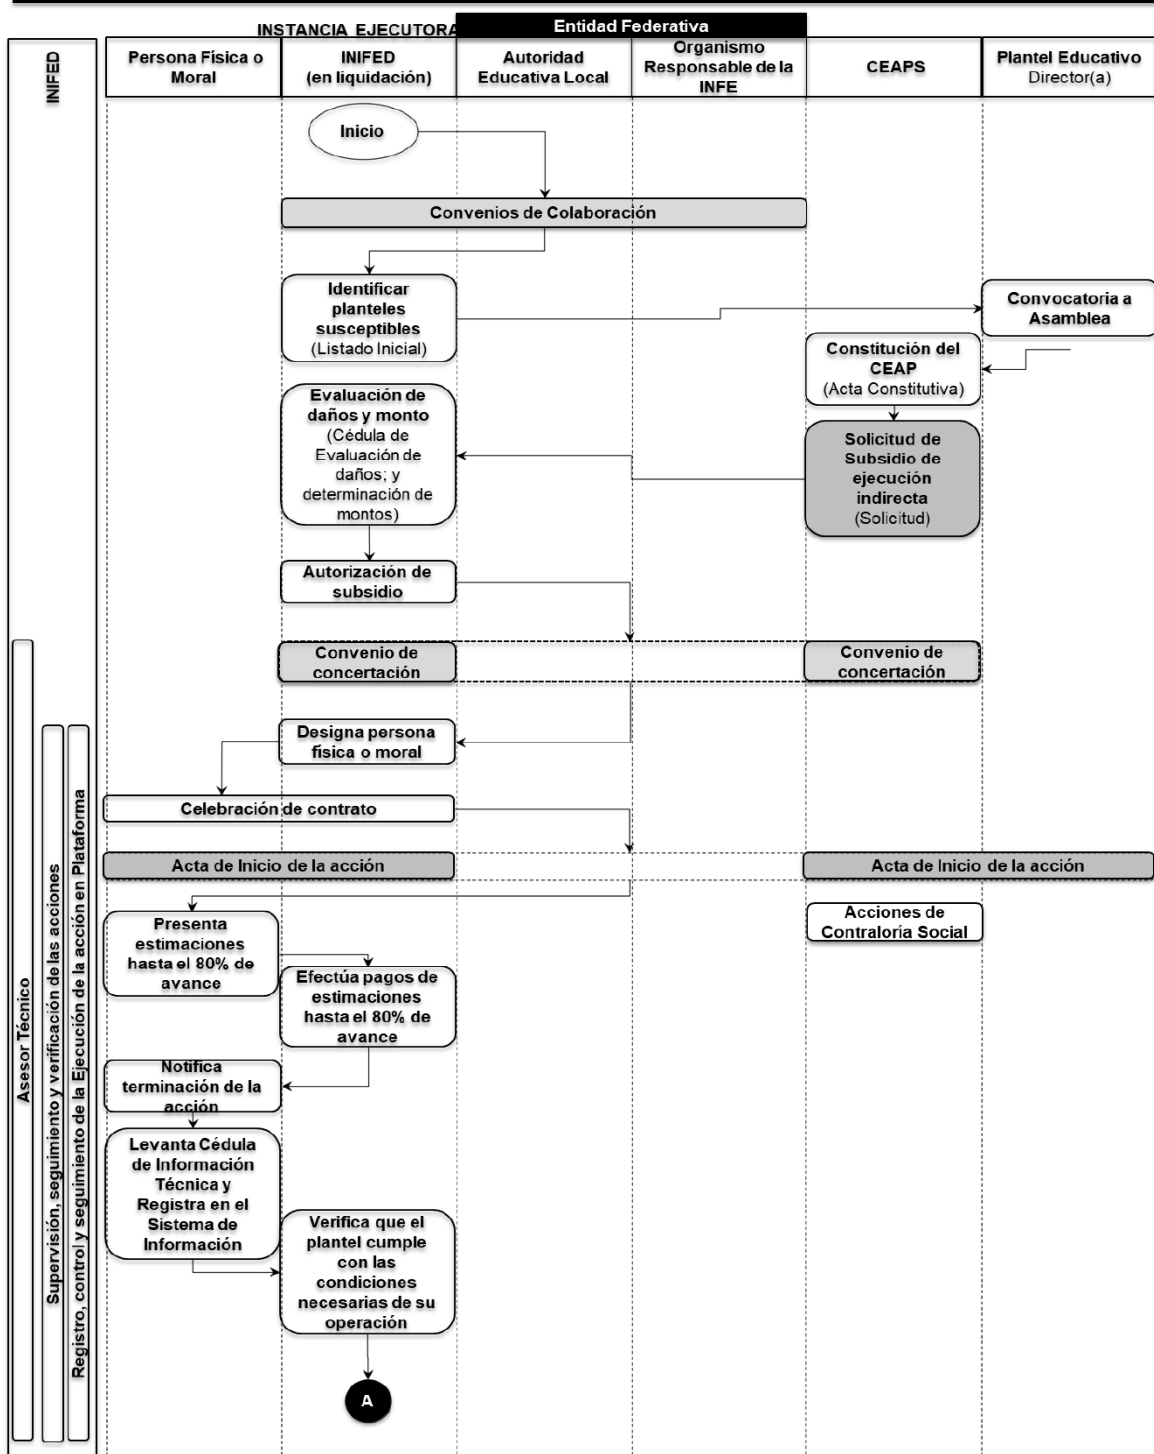 INSTANCIA EJECUTORA
Entidad Federativa
INIFED
Persona Física o
Moral
INIFED
(en liquidación)
Autoridad
Educativa Local
Organismo
Responsable de la
INFE
CEAPS
Plantel Educativo
Director(a)
Inicio
Convenios de Colaboración
Identificar
planteles
susceptibles
(Listado Inicial)
Convocatoria a
Asamblea
Constitución del
CEAP
(Acta Constitutiva)
Evaluación de
daños y monto
(Cédula de
Evaluación de
daños; y
determinación de
montos)
Solicitud de
Subsidio de
ejecución
indirecta
(Solicitud)
Autorización de
subsidio
Convenio de
concertación
Convenio de
concertación
Designa persona
física o moral
Celebración de contrato
Acta de Inicio de la acción
Acta de Inicio de la acción
Presenta
estimaciones
hasta el 80% de
avance
Acciones de
Contraloría Social
Efectúa pagos de
estimaciones
hasta el 80% de
avance
Notifica
terminación de la
acción
Levanta Cédula
de Información
Técnica y
Registra en el
Sistema de
Información
Verifica que el
plantel cumple
con las
condiciones
necesarias de su
operación
A
Asesor Técnico
Supervisión, seguimiento y verificación de las acciones
Registro, control y seguimiento de la Ejecución de la acción en Plataforma